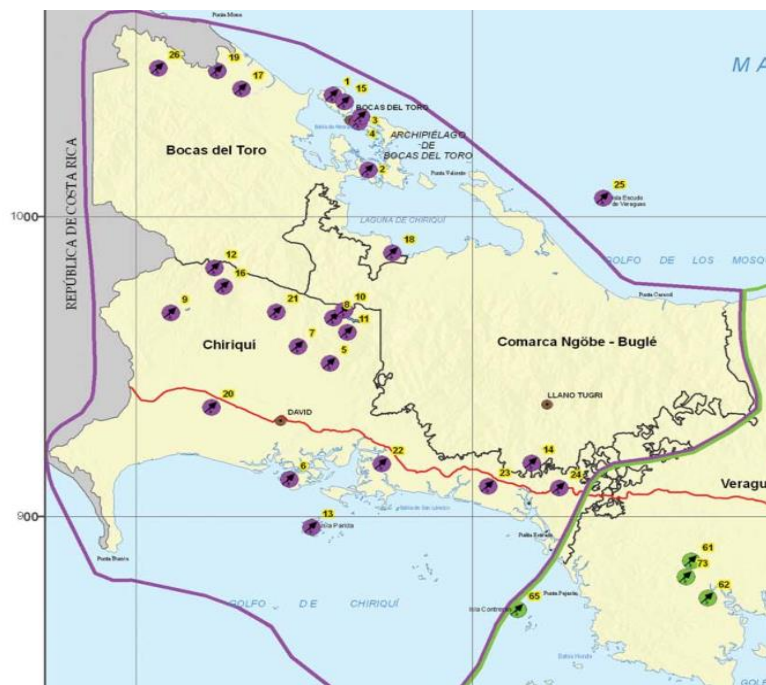 Punta Mona
26
19
17
1
15
BOCAS DEL TORO
3
4
ARCHIPIÉLAGO
DE
BOCAS DEL TORO
MA
Bocas del Toro
2
Punta Valiente
25
Isla Escudo
de Veraguas
1000
LAGUNA DE CHIRIQUÍ
REPÚBLICA DE COSTA RICA
18
GOLFO DE LOS MOSQ
12
16
9
21
8
10
11
7
5
Chiriquí
Comarca Ngöbe - Buglé
LLANO TUGRI
20
DAVID
22
14
6
23
24
Veragu
900
13
Isla Parida
61
73
62
65
Isla Contreras
GOLFO DE CHIRIQUÍ
GOL